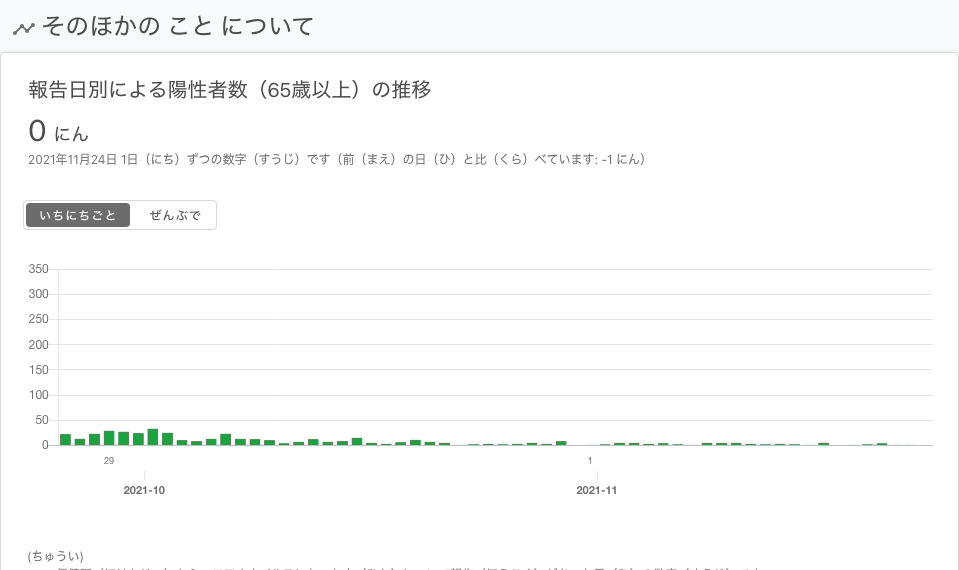 そのほかの こと について
報告日別による陽性者数（65歳以上）の推移
0 にん
2021年11月24日 1日（にち）ずつの数字（すうじ）です（前（まえ）の日（ひ）と比（くら）べています: -1 にん）
いちにちごと ぜんぶで
350
300
250
200
150
100
50
0
29 1
2021-10 2021-11
(ちゅうい)